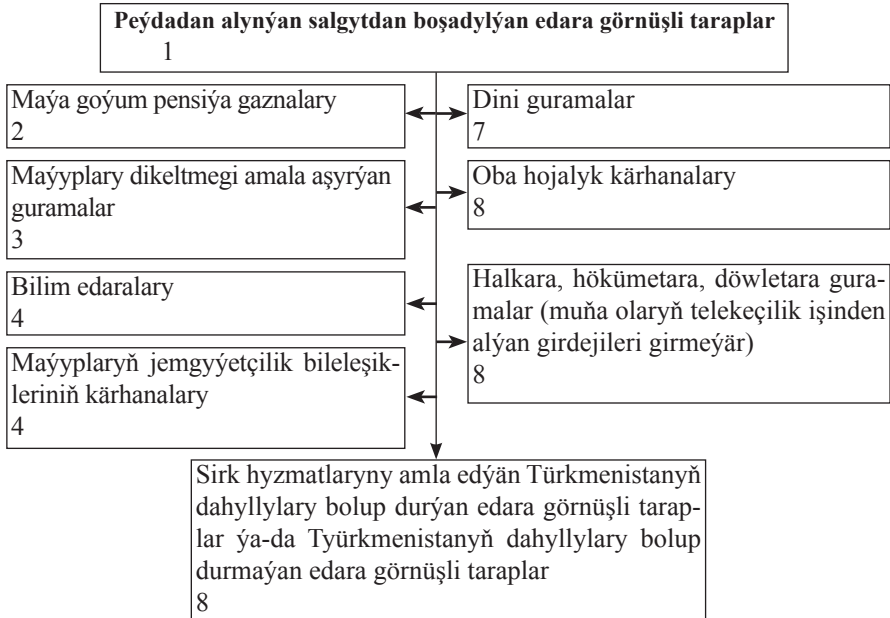 Peýdadan alynýan salgytdan boşadylýan edara görnüşli taraplar
1
Maýa goýum pensiýa gaznalary
2
Maýyplary dikeltmegi amala aşyrýan
guramalar
3
Bilim edaralary
4
Maýyplaryň jemgyýetçilik bileleşik-
leriniň kärhanalary
4
Dini guramalar
7
Oba hojalyk kärhanalary
8
Halkara, hökümetara, döwletara gura-
malar (muňa olaryň telekeçilik işinden
alýan girdejileri girmeýär)
8
Sirk hyzmatlaryny amla edýän Türkmenistanyň
dahyllylary bolup durýan edara görnüşli tarap-
lar ýa-da Tyürkmenistanyň dahyllylary bolup
durmaýan edara görnüşli taraplar
8